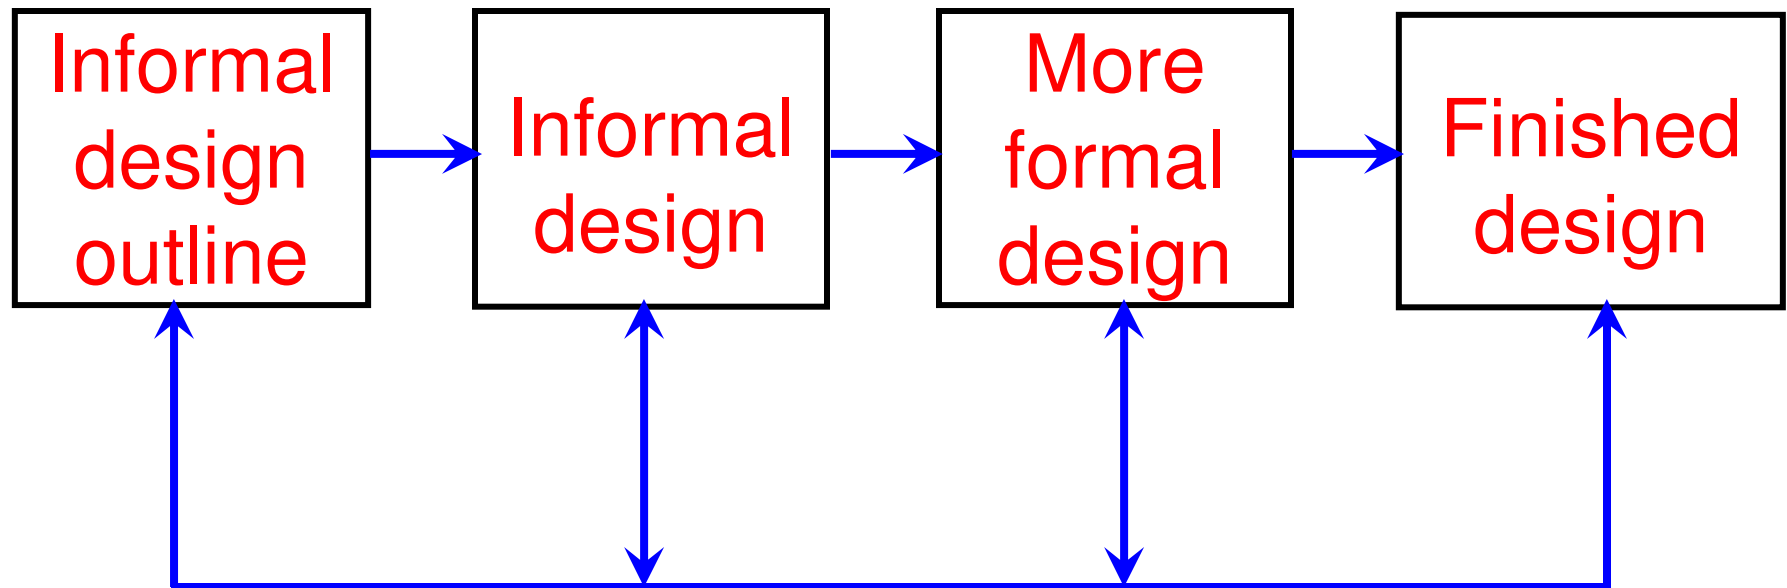 Informal
design
outline
Informal
design
More
formal
design
Finished
design